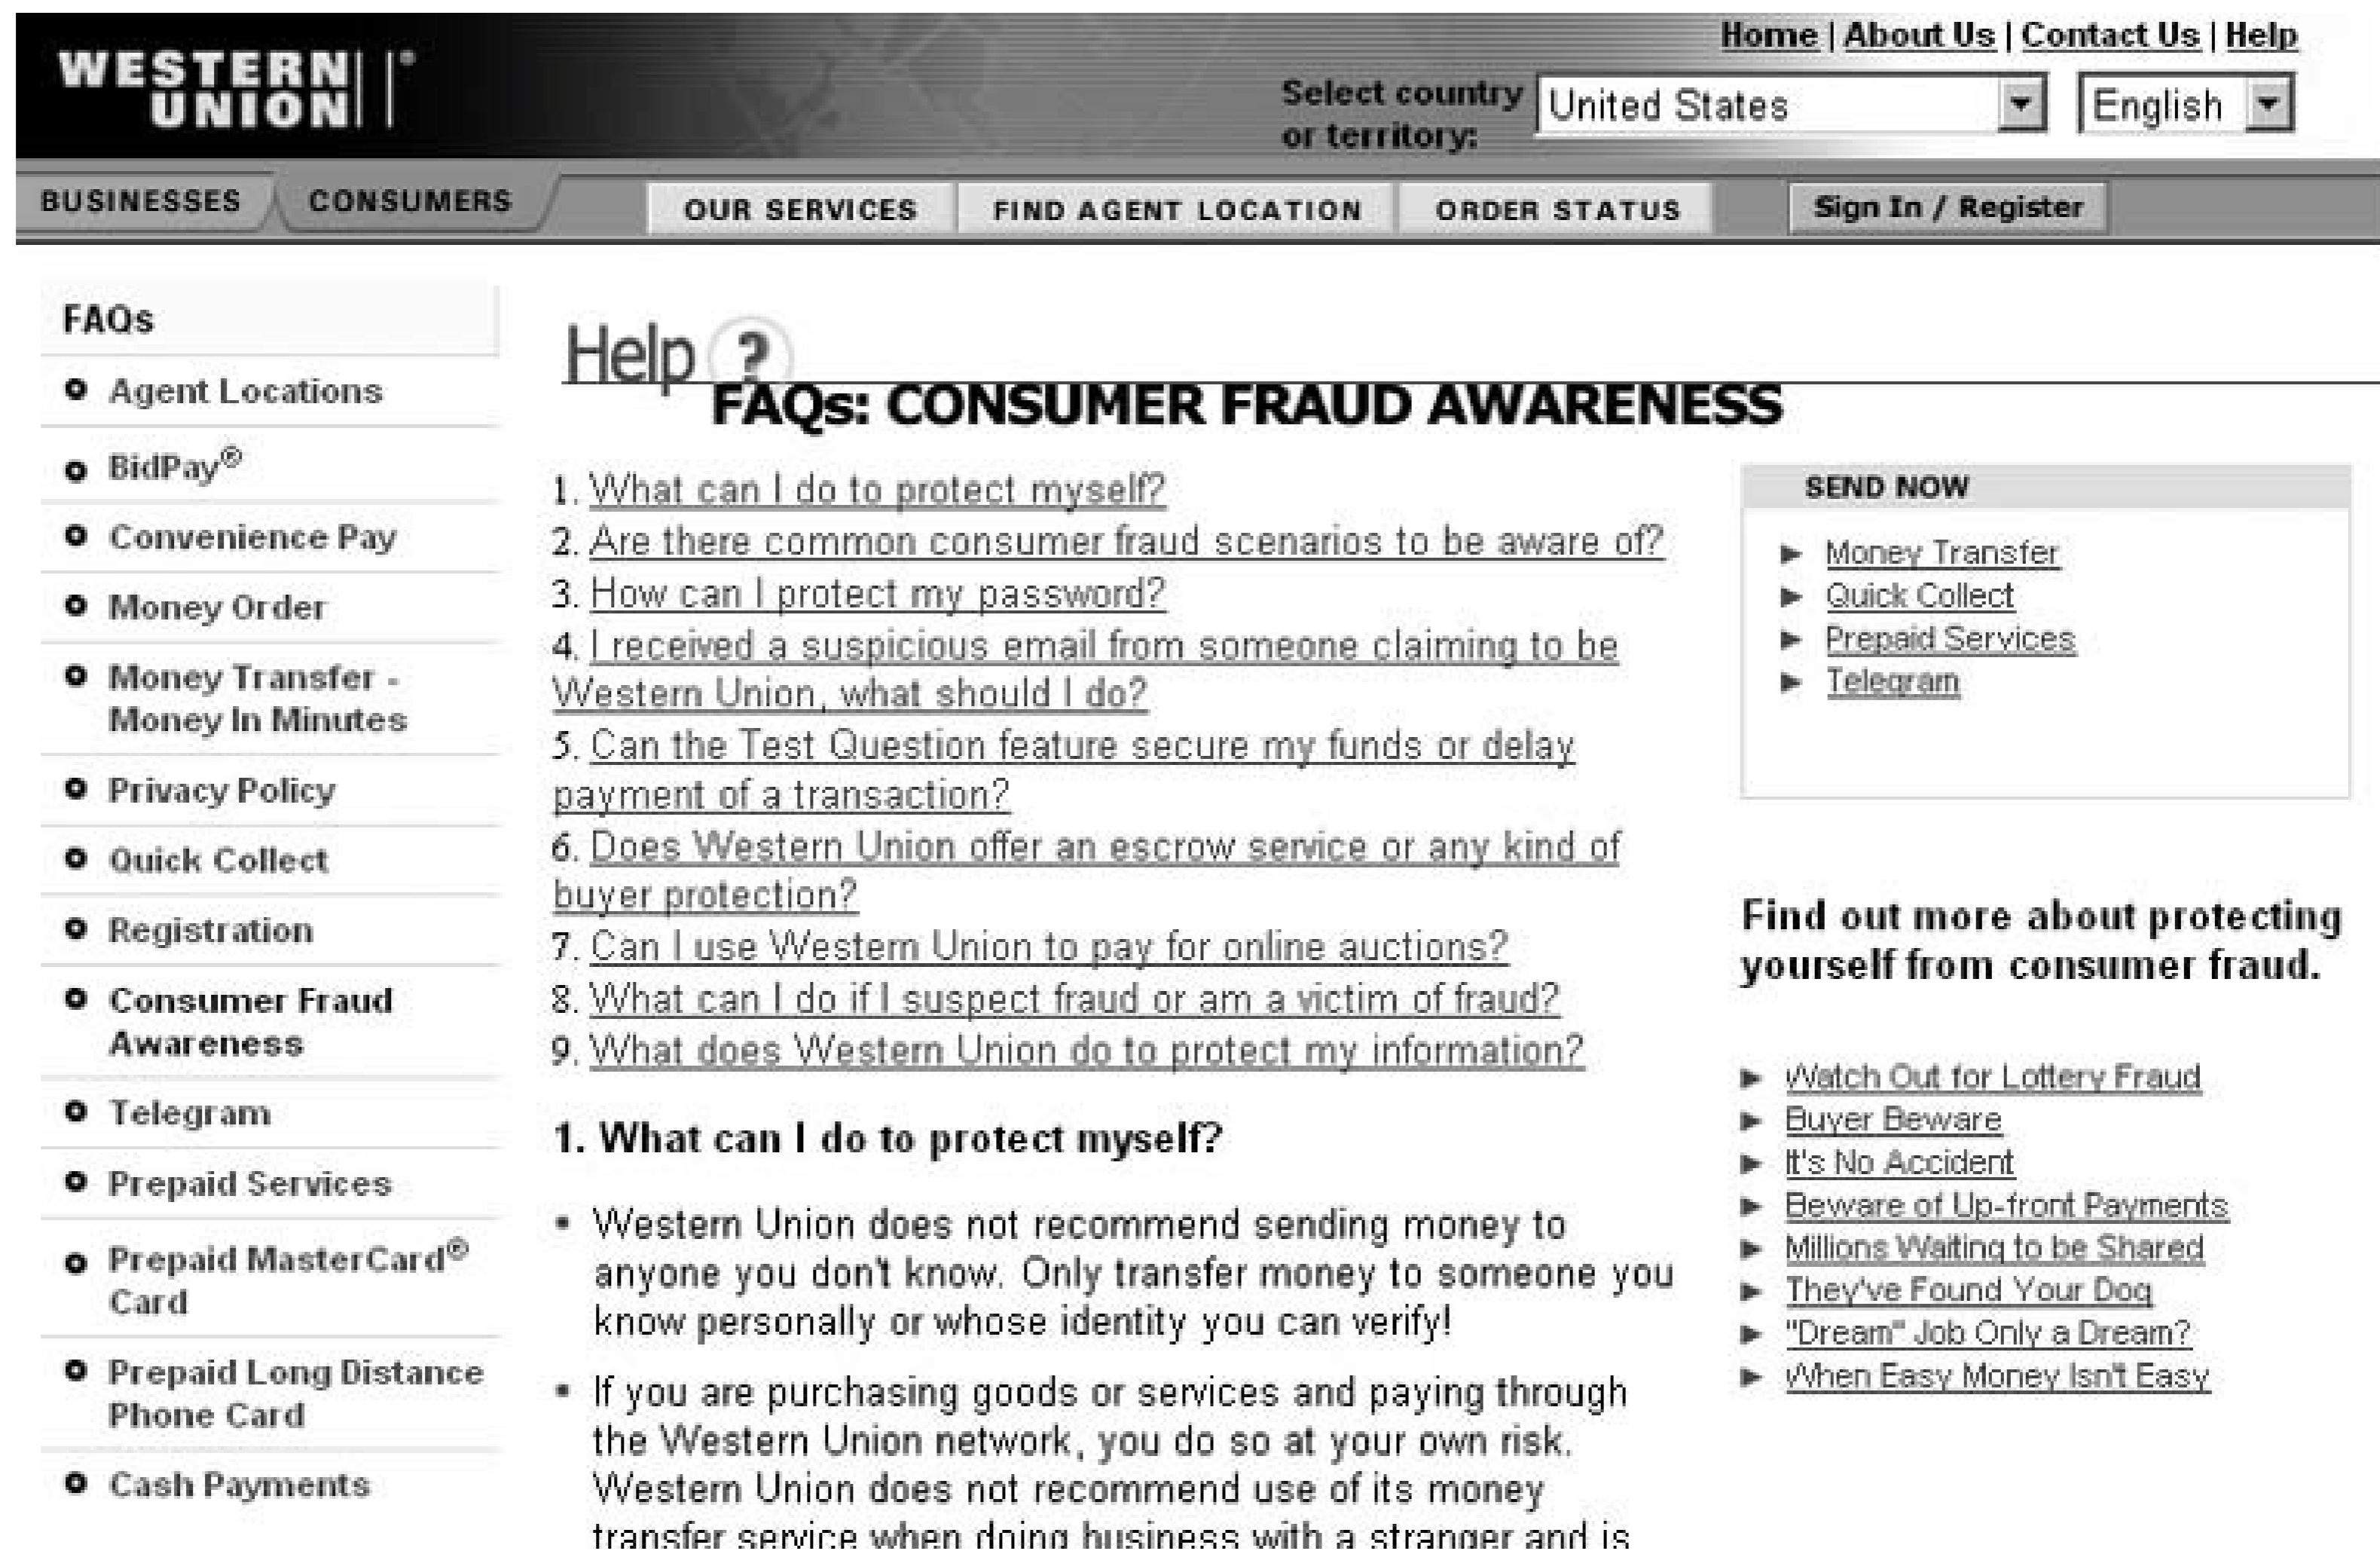 WESTERN
UNION
Home | About Us | Contact Us | Help
Select country
or territory:
United States
English
BUSINESSES
CONSUMERS
OUR SERVICES
FIND AGENT LOCATION
ORDER STATUS
Sign In / Register
FAQs
Agent Locations
BidPay®
Convenience Pay
Money Order
Money Transfer -
Money In Minutes
Privacy Policy
Quick Collect
Registration
Consumer Fraud
Awareness
Telegram
Prepaid Services
Prepaid MasterCard®
Card
Prepaid Long Distance
Phone Card
Cash Payments
Help ?
FAQs: CONSUMER FRAUD AWARENESS
1. What can I do to protect myself?
2. Are there common consumer fraud scenarios to be aware of?
3. How can I protect my password?
4. I received a suspicious email from someone claiming to be
Western Union, what should I do?
5. Can the Test Question feature secure my funds or delay
payment of a transaction?
6. Does Western Union offer an escrow service or any kind of
buyer protection?
7. Can I use Western Union to pay for online auctions?
8. What can I do if I suspect fraud or am a victim of fraud?
9. What does Western Union do to protect my information?
1. What can I do to protect myself?
▪ Western Union does not recommend sending money to
anyone you don't know. Only transfer money to someone you
know personally or whose identity you can verify!
▪ If you are purchasing goods or services and paying through
the Western Union network, you do so at your own risk.
Western Union does not recommend use of its money
transfer service when doing business with a stranger and is
SEND NOW
Money Transfer
Quick Collect
Prepaid Services
Telegram
Find out more about protecting
yourself from consumer fraud.
Watch Out for Lottery Fraud
Buyer Beware
It's No Accident
Beware of Up-front Payments
Millions Waiting to be Shared
They've Found Your Dog
"Dream" Job Only a Dream?
When Easy Money Isn't Easy